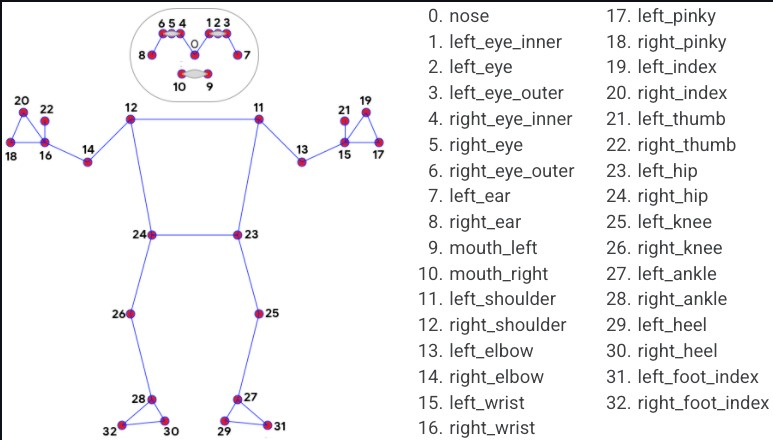 6 5 4 1 2 3
0
8 7
10 9
20 22 12 11 21 19
18 16 14 13 15 17
24 23
26 25
28 27
32 30 29 31
0. nose
1. left_eye_inner
2. left_eye
3. left_eye_outer
4. right_eye_inner
5. right_eye
6. right_eye_outer
7. left_ear
8. right_ear
9. mouth_left
10. mouth_right
11. left_shoulder
12. right_shoulder
13. left_elbow
14. right_elbow
15. left_wrist
16. right_wrist
17. left_pinky
18. right_pinky
19. left_index
20. right_index
21. left_thumb
22. right_thumb
23. left_hip
24. right_hip
25. left_knee
26. right_knee
27. left_ankle
28. right_ankle
29. left_heel
30. right_heel
31. left_foot_index
32. right_foot_index